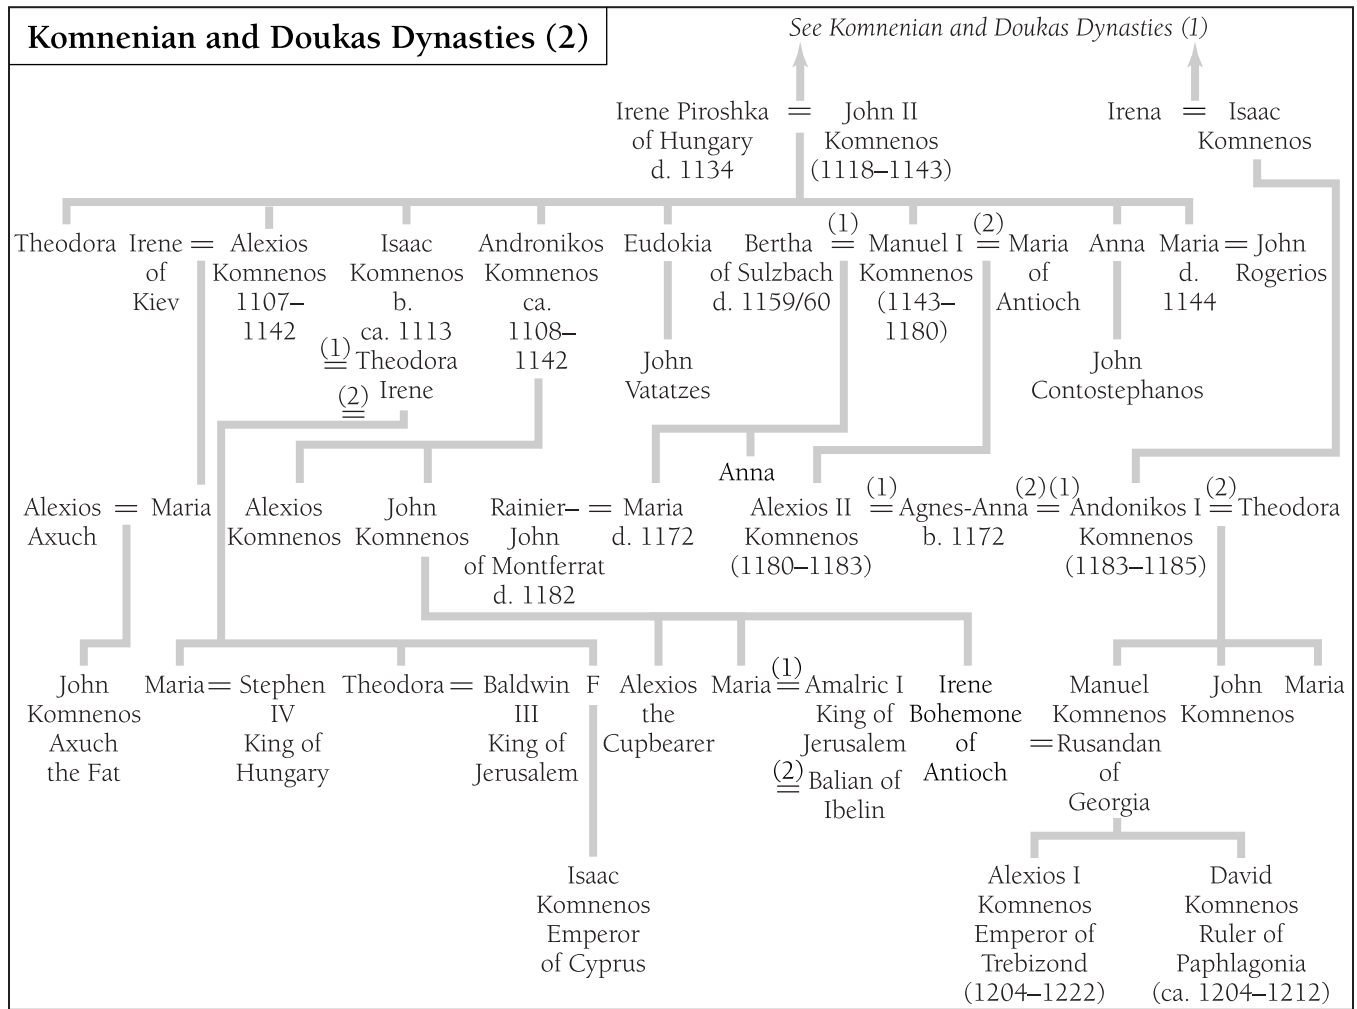 Komnenian and Doukas Dynasties (2)
See Komnenian and Doukas Dynasties (1)
Irene Piroshka = John II
of Hungary Komnenos
d. 1134 (1118–1143)
Irena = Isaac
Komnenos
Theodora
Irene =
of
Kiev
Alexios
Komnenos
1107–
1142
Isaac
Komnenos
b.
ca. 1113
(1)
= Theodora
Irene
(2)
=
Andronikos
Komnenos
ca.
1108–
1142
Eudokia
John
Vatatzes
Bertha
of Sulzbach
d. 1159/60
(1)
=
Manuel I
Komnenos
(1143–
1180)
(2)
=
Maria
of
Antioch
Anna
John
Contostephanos
Maria = John
d. Rogerios
1144
Anna
Alexios = Maria
Axuch
Alexios
Komnenos
John
Komnenos
Rainier– = Maria
John d. 1172
of Montferrat
d. 1182
Alexios II
Komnenos
(1180–1183)
(1)
=
Agnes-Anna
b. 1172
(2) (1)
=
Andonikos I
Komnenos
(1183–1185)
(2)
=
Theodora
John
Komnenos
Axuch
the Fat
Maria = Stephen
IV
King of
Hungary
Theodora = Baldwin
III
King of
Jerusalem
F
Alexios
the
Cupbearer
Maria
(1)
=
Amalric I
King of
Jerusalem
(2)
= Balian of
Ibelin
Irene
Bohemone
of
Antioch
Manuel
Komnenos
= Rusandan
of
Georgia
John
Komnenos
Maria
Isaac
Komnenos
Emperor
of Cyprus
Alexios I
Komnenos
Emperor of
Trebizond
(1204–1222)
David
Komnenos
Ruler of
Paphlagonia
(ca. 1204–1212)